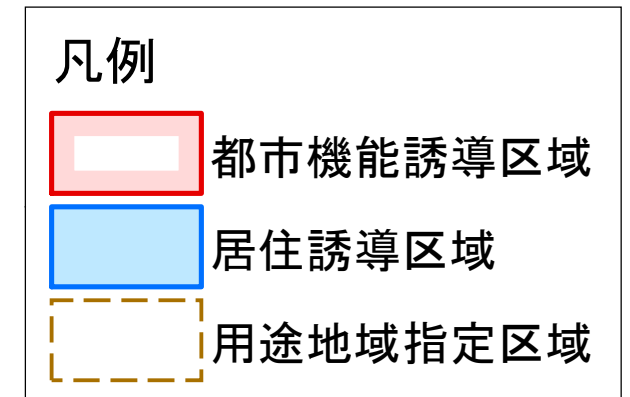 凡例
都市機能誘導区域
居住誘導区域
用途地域指定区域